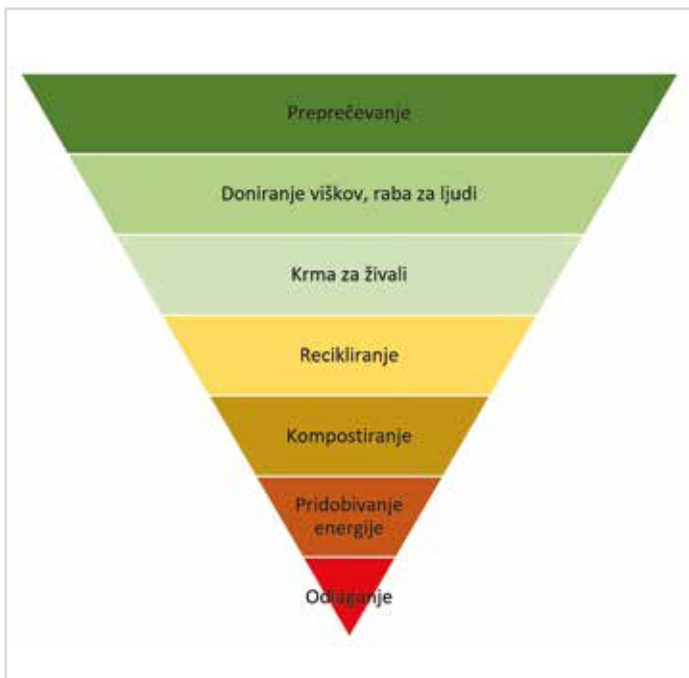 Preprečevanje
Doniranje viškov, raba za ljudi
Krma za živali
Recikliranje
Kompostiranje
Pridobivanje
energije
Odlaganje